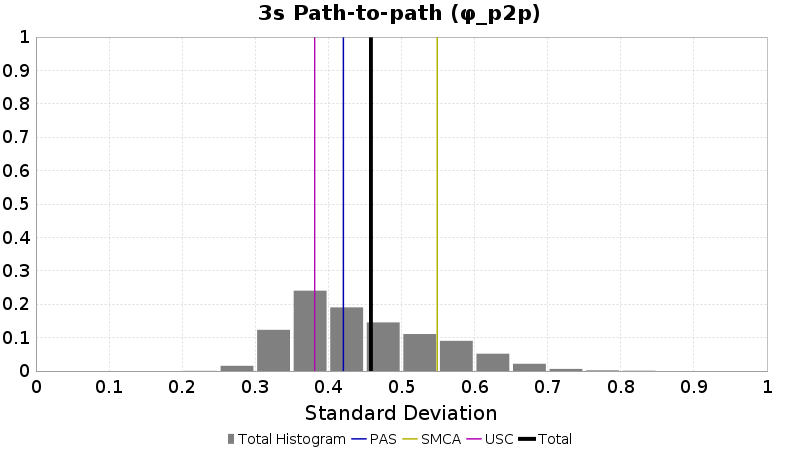 3s Path-to-path (φ_p2p)
1
0.9
0.8
0.7
0.6
0.5
0.4
0.3
0.2
0.1
0
0 0.1 0.2 0.3 0.4 0.5 0.6 0.7 0.8 0.9 1
Standard Deviation
Total Histogram PAS SMCA USC Total